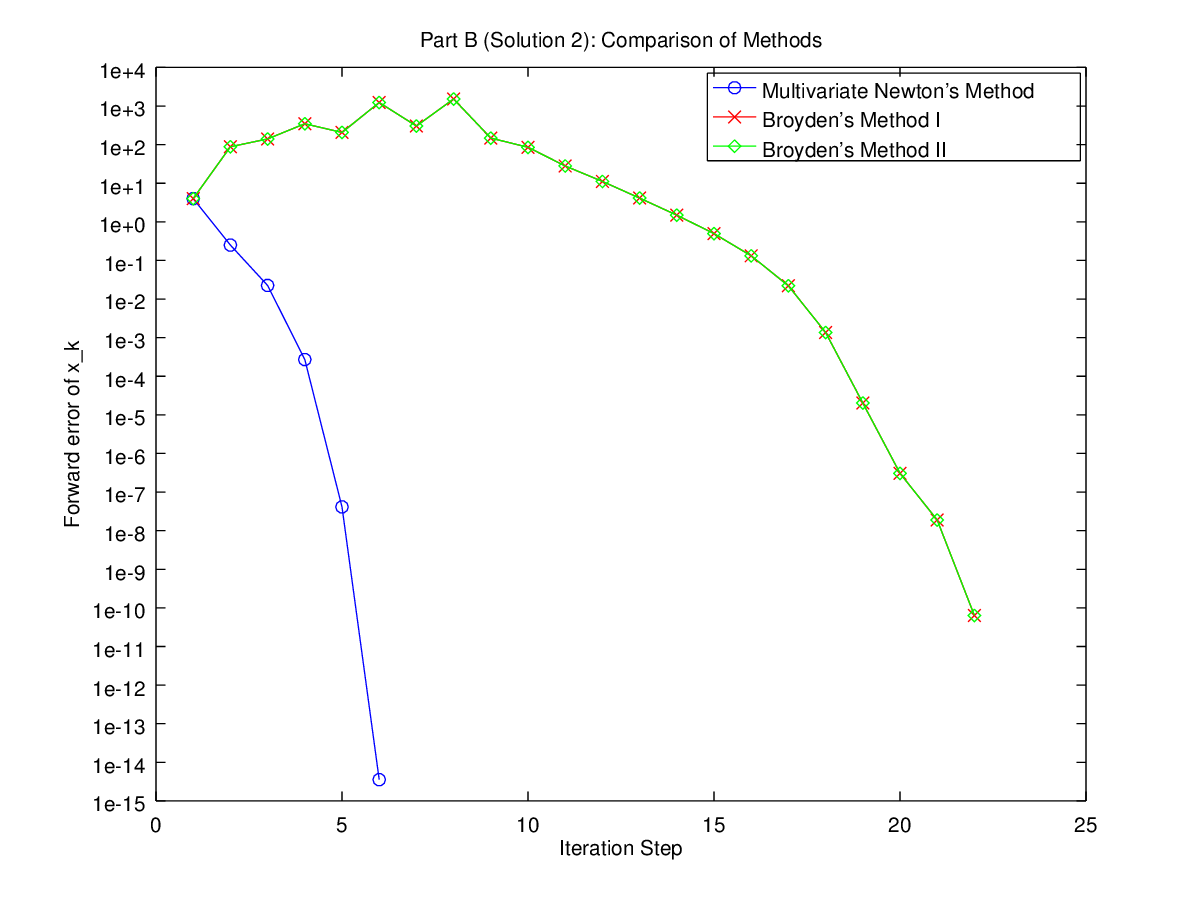 Part B (Solution 2): Comparison of Methods
1e+4
1e+3
1e+2
1e+1
1e+0
1e-1
1e-2
1e-3
1e-4
1e-5
1e-6
1e-7
1e-8
1e-9
1e-10
1e-11
1e-12
1e-13
1e-14
1e-15
Forward error of x_k
Multivariate Newton's Method
Broyden's Method I
Broyden's Method II
0 5 10 15 20 25
Iteration Step